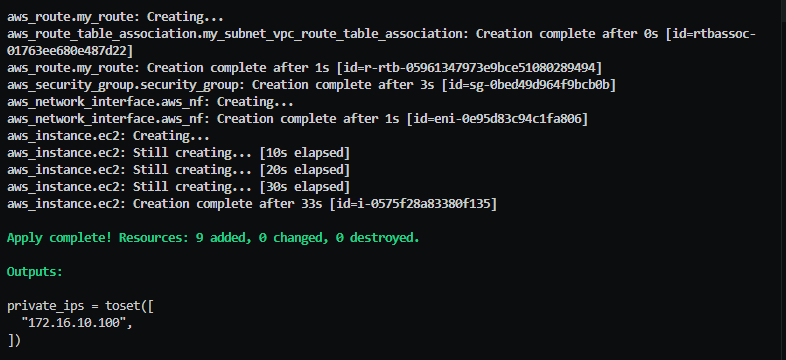 aws_route.my_route: Creating...
aws_route_table_association.my_subnet_vpc_route_table_association: Creation complete after 0s [id=rtbassoc-
01763ee680e487d22]
aws_route.my_route: Creation complete after 1s [id=r-rtb-05961347973e9bce51080289494]
aws_security_group.security_group: Creation complete after 3s [id=sg-0bed49d964f9bcb0b]
aws_network_interface.aws_nf: Creating...
aws_network_interface.aws_nf: Creation complete after 1s [id=eni-0e95d83c94c1fa806]
aws_instance.ec2: Creating...
aws_instance.ec2: Still creating... [10s elapsed]
aws_instance.ec2: Still creating... [20s elapsed]
aws_instance.ec2: Still creating... [30s elapsed]
aws_instance.ec2: Creation complete after 33s [id=i-0575f28a83380f135]
Apply complete! Resources: 9 added, 0 changed, 0 destroyed.
Outputs:
private_ips = toset([
  "172.16.10.100",
])